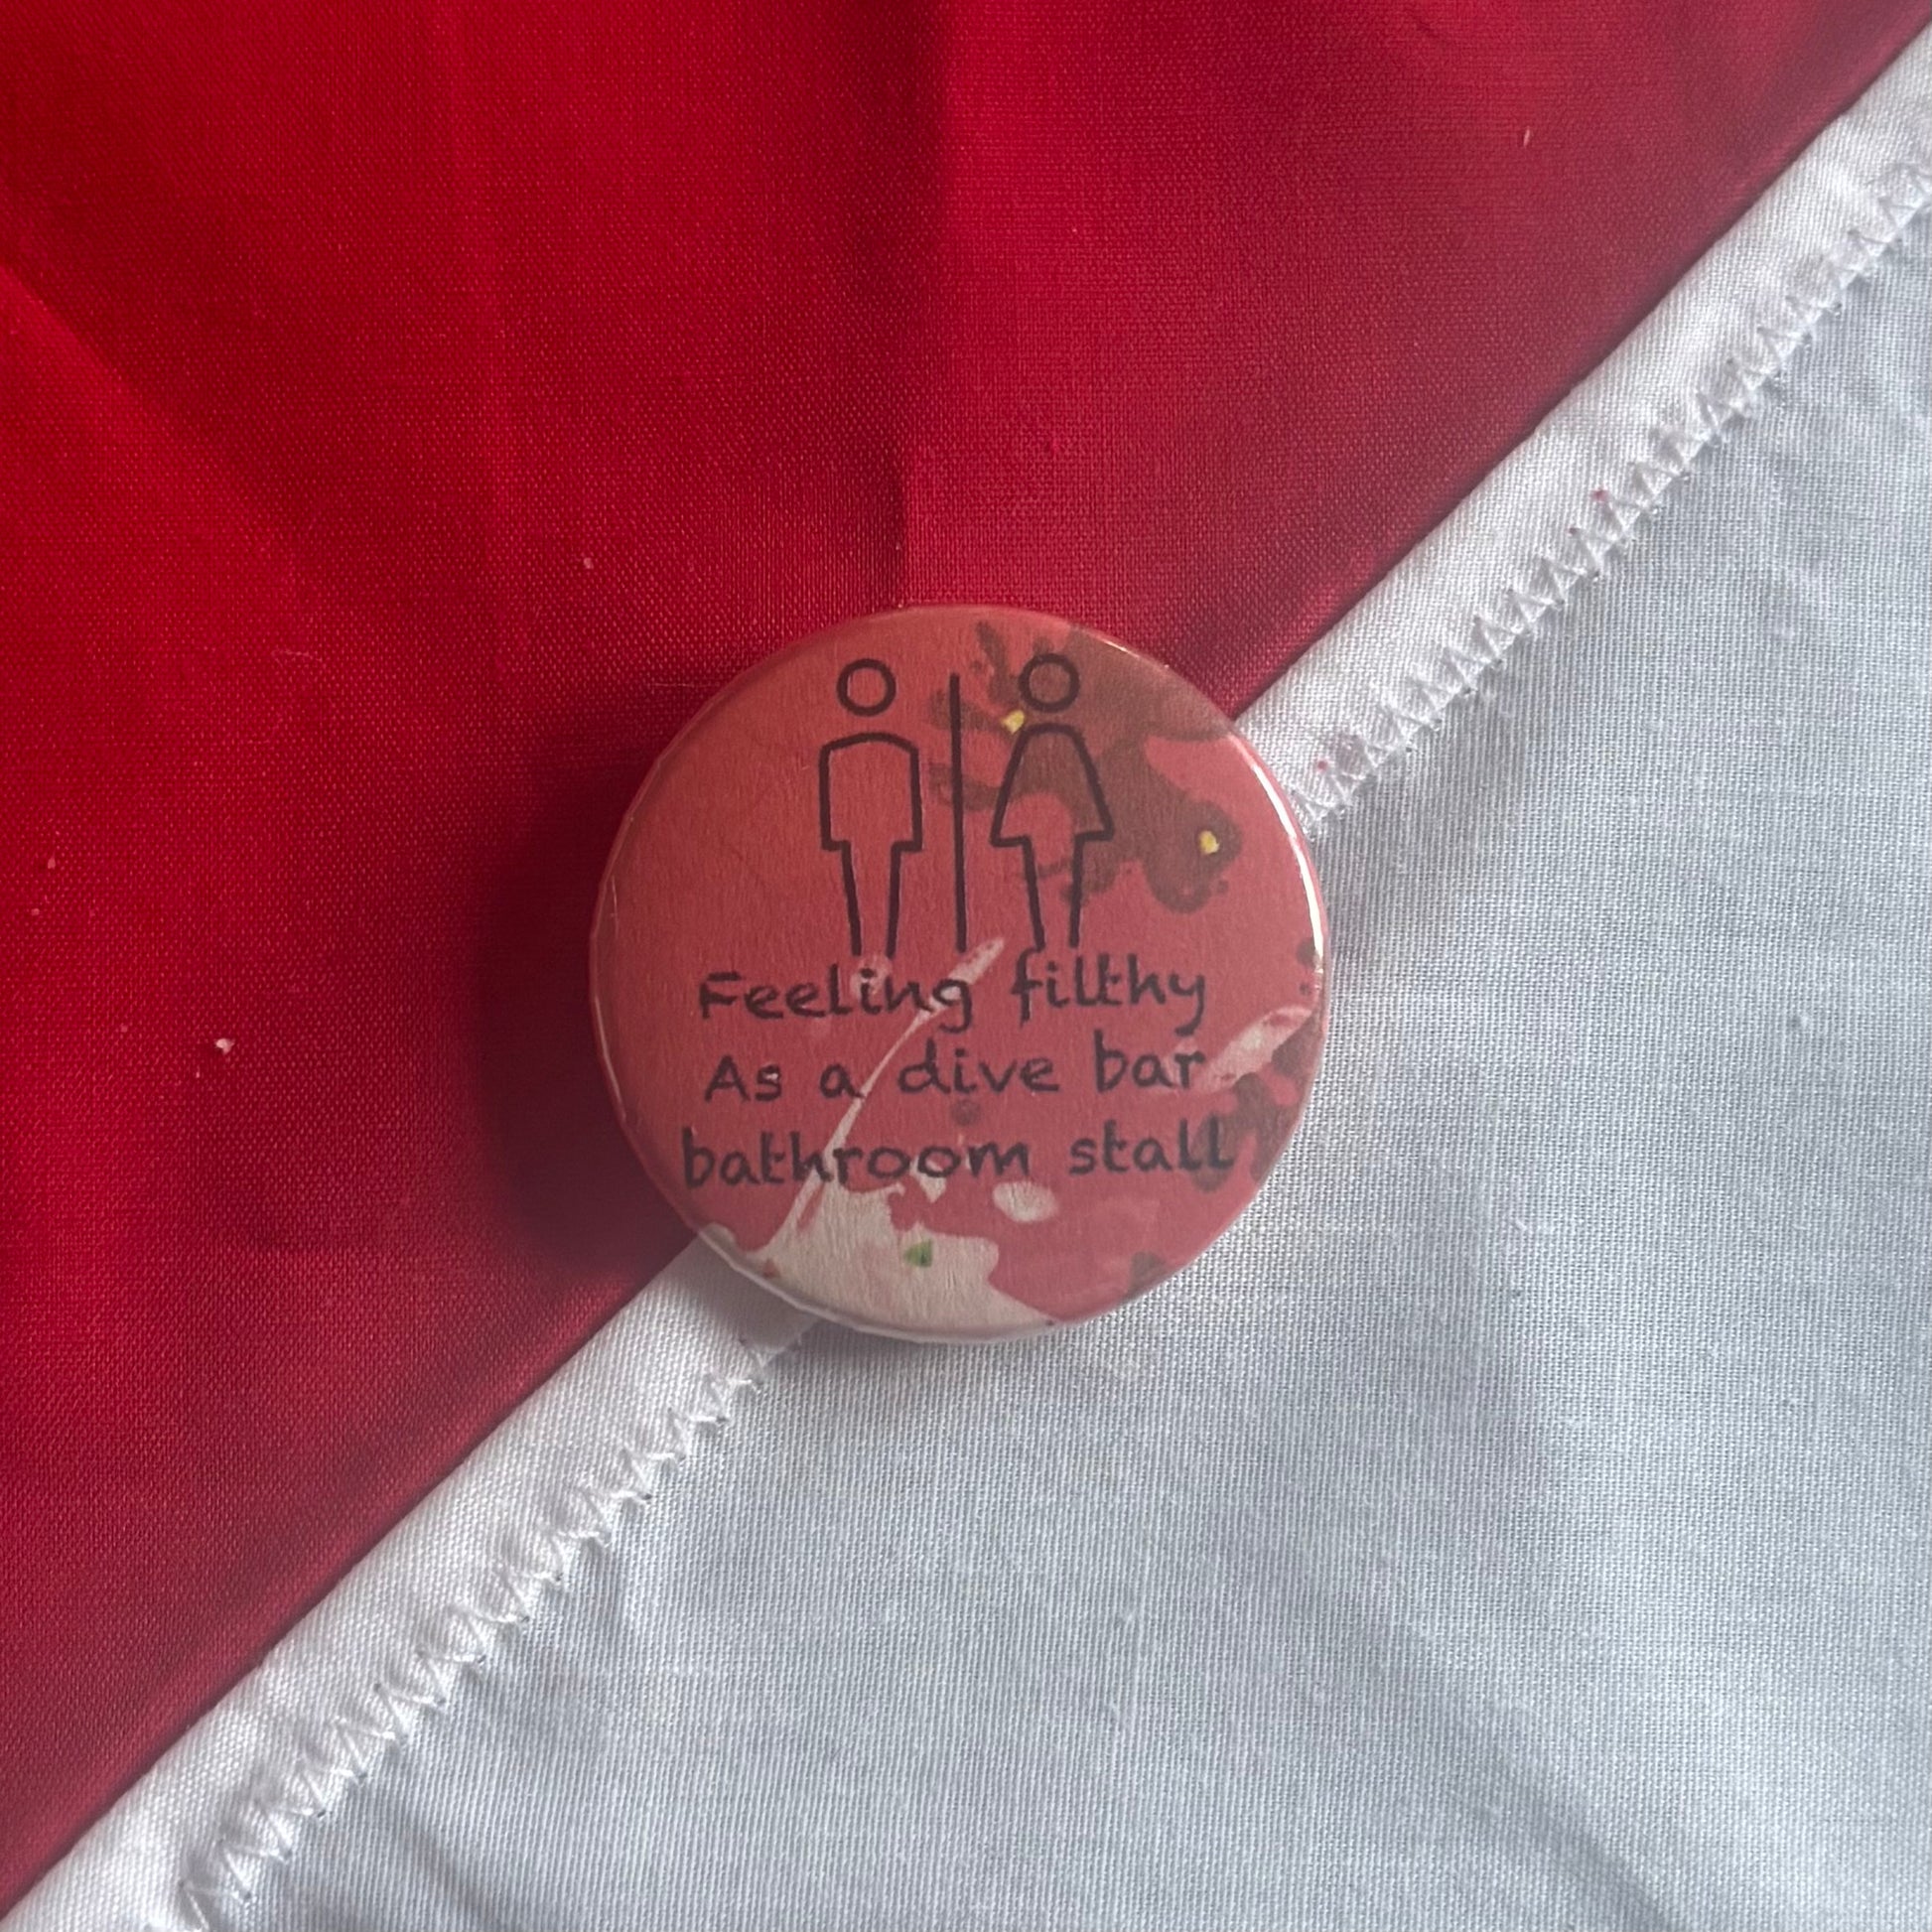 Feeling filthy
As a dive bar
bathroom stall